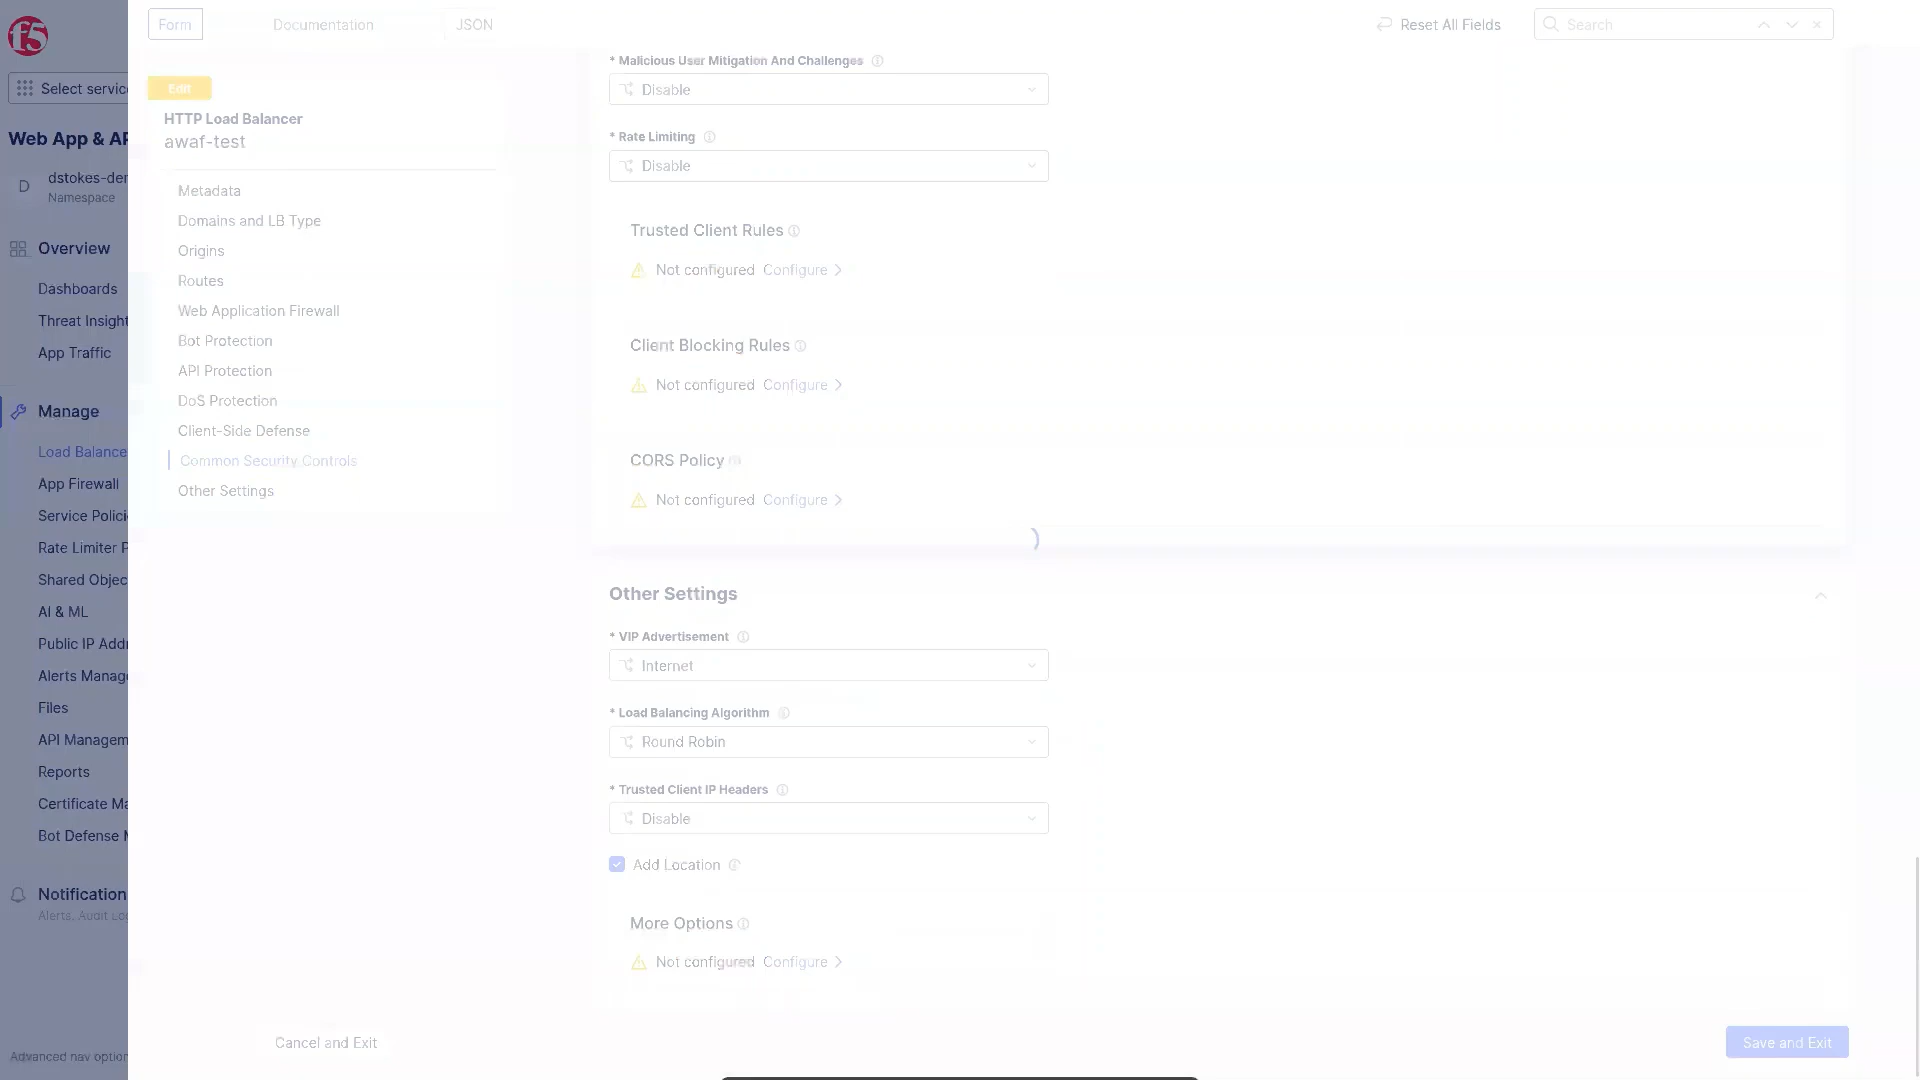 f5
Select servic
Web App & AP
D
dstokes-der
Namespace
Overview
Dashboards
Threat Insight
App Traffic
Manage
Load Balance
App Firewall
Service Polici
Rate Limiter P
Shared Objec
AI & ML
Public IP Addr
Alerts Manag
Files
API Managem
Reports
Certificate Ma
Bot Defense M
Notification
Alerts, Audit Lo
Advanced nav option
Form
Documentation
JSON
Reset All Fields
Search
Edit
HTTP Load Balancer
awaf-test
Metadata
Domains and LB Type
Origins
Routes
Web Application Firewall
Bot Protection
API Protection
DoS Protection
Client-Side Defense
Common Security Controls
Other Settings
* Malicious User Mitigation And Challenges
Disable
* Rate Limiting
Disable
Trusted Client Rules
Not configured Configure
Client Blocking Rules
Not configured Configure
CORS Policy
Not configured Configure
Other Settings
* VIP Advertisement
Internet
* Load Balancing Algorithm
Round Robin
* Trusted Client IP Headers
Disable
Add Location
More Options
Not configured Configure
Cancel and Exit
Save and Exit